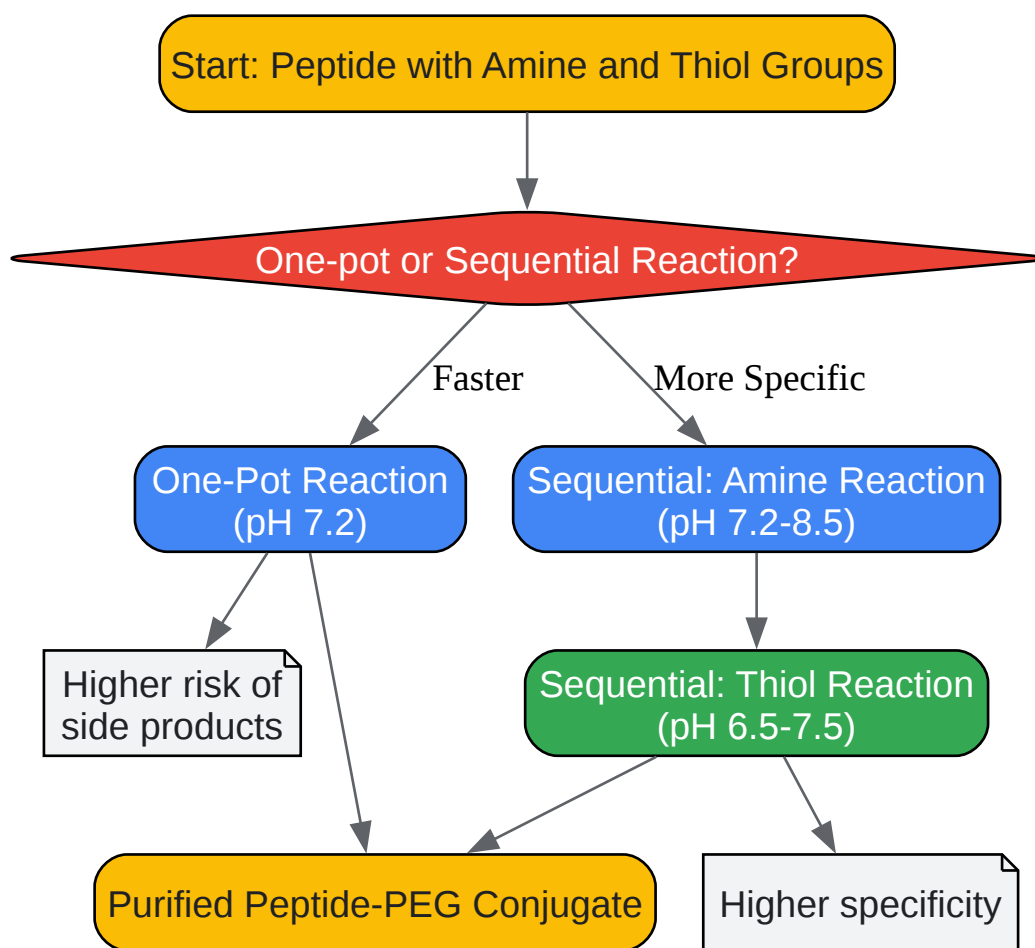 Start: Peptide with Amine and Thiol Groups
One-pot or Sequential Reaction?
Faster
More Specific
One-Pot Reaction
(pH 7.2)
Sequential: Amine Reaction
(pH 7.2-8.5)
Higher risk of
side products
Sequential: Thiol Reaction
(pH 6.5-7.5)
Purified Peptide-PEG Conjugate
Higher specificity